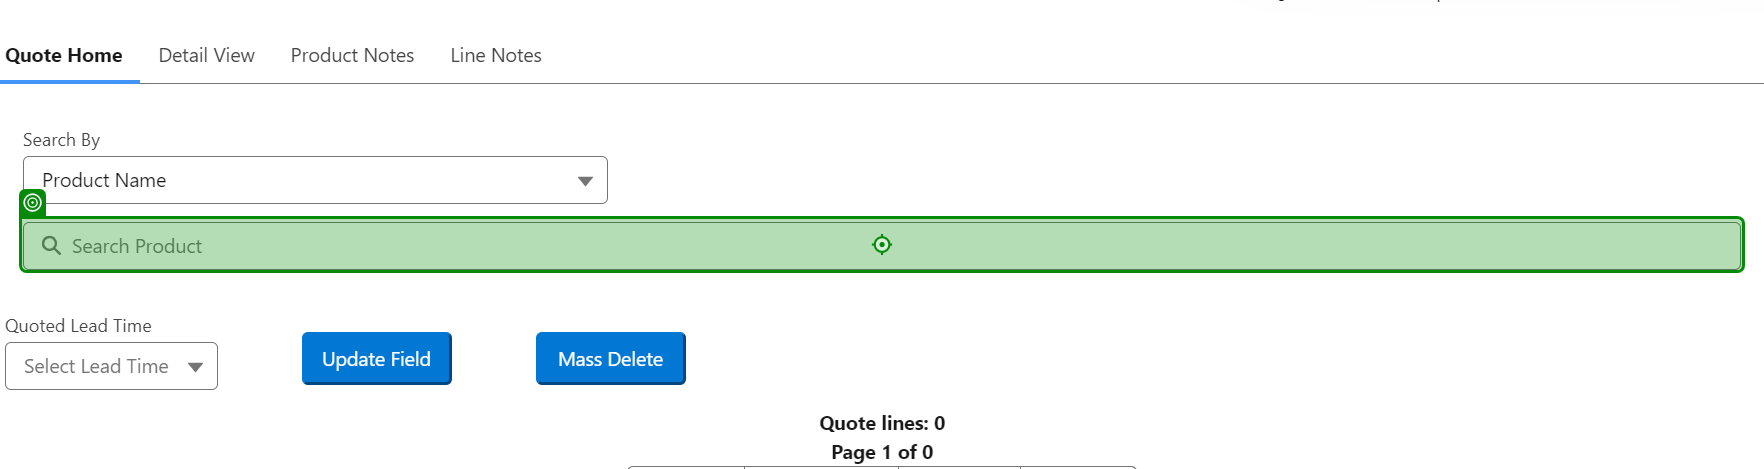 Quote Home Detail View Product Notes Line Notes
Search By
Product Name
Search Product
Quoted Lead Time
Select Lead Time Update Field Mass Delete
Quote lines: 0
Page 1 of 0